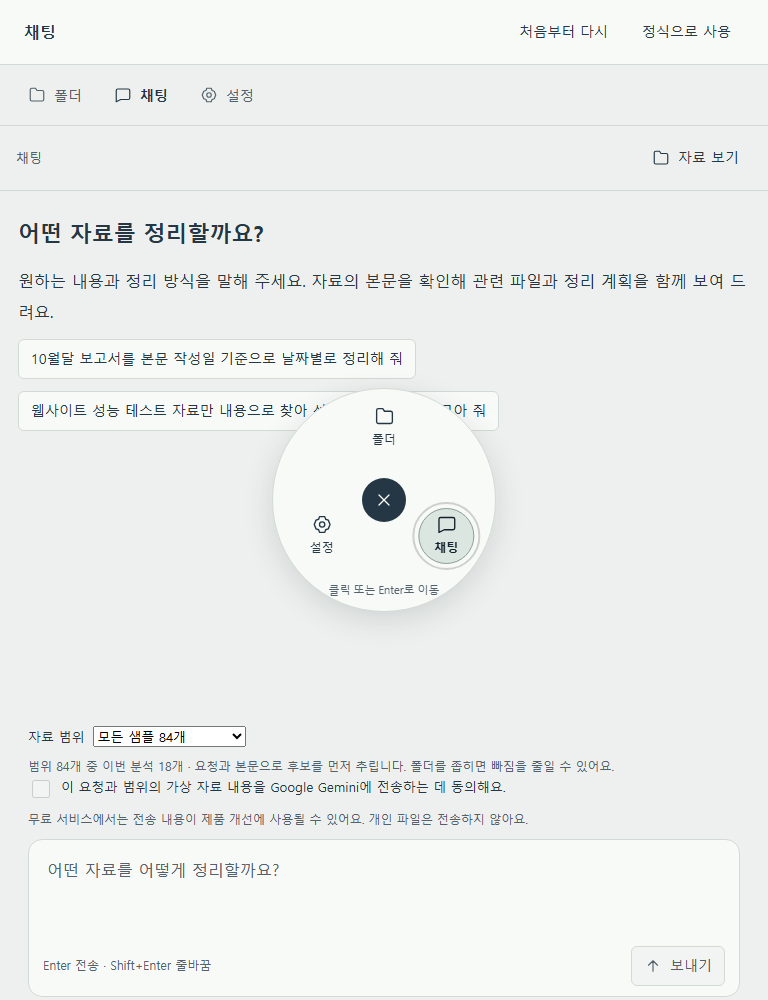 채팅
처음부터 다시
정식으로 사용
폴더
채팅
설정
채팅
자료 보기
어떤 자료를 정리할까요?
원하는 내용과 정리 방식을 말해 주세요. 자료의 본문을 확인해 관련 파일과 정리 계획을 함께 보여 드
려요.
10월달 보고서를 본문 작성일 기준으로 날짜별로 정리해 줘
웹사이트 성능 테스트 자료만 내용으로 찾아 줘
폴더
설정
채팅
클릭 또는 Enter로 이동
자료 범위
모든 샘플 84개
범위 84개 중 이번 분석 18개 · 요청과 본문으로 후보를 먼저 추립니다. 폴더를 좁히면 빠짐을 줄일 수 있어요.
이 요청과 범위의 가상 자료 내용을 Google Gemini에 전송하는 데 동의해요.
무료 서비스에서는 전송 내용이 제품 개선에 사용될 수 있어요. 개인 파일은 전송하지 않아요.
어떤 자료를 어떻게 정리할까요?
Enter 전송 · Shift+Enter 줄바꿈
보내기